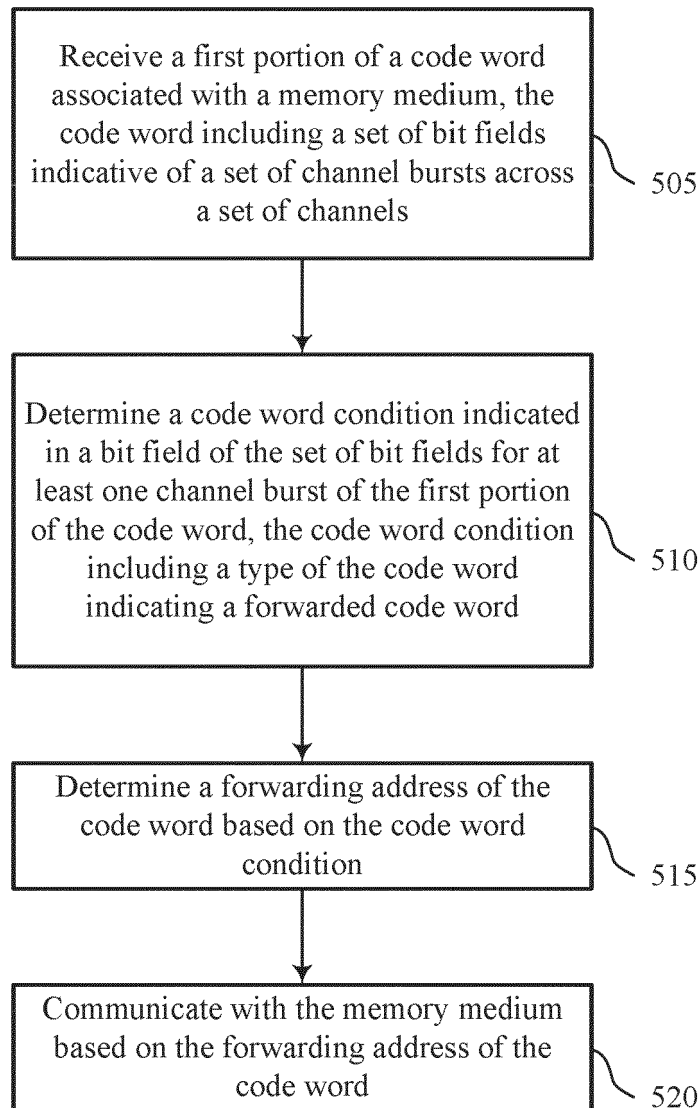 Receive a first portion of a code word
associated with a memory medium, the
code word including a set of bit fields
indicative of a set of channel bursts across
a set of channels
505
Determine a code word condition indicated
in a bit field of the set of bit fields for at
least one channel burst of the first portion
of the code word, the code word condition
including a type of the code word
indicating a forwarded code word
510
Determine a forwarding address of the
code word based on the code word
condition
515
Communicate with the memory medium
based on the forwarding address of the
code word
520